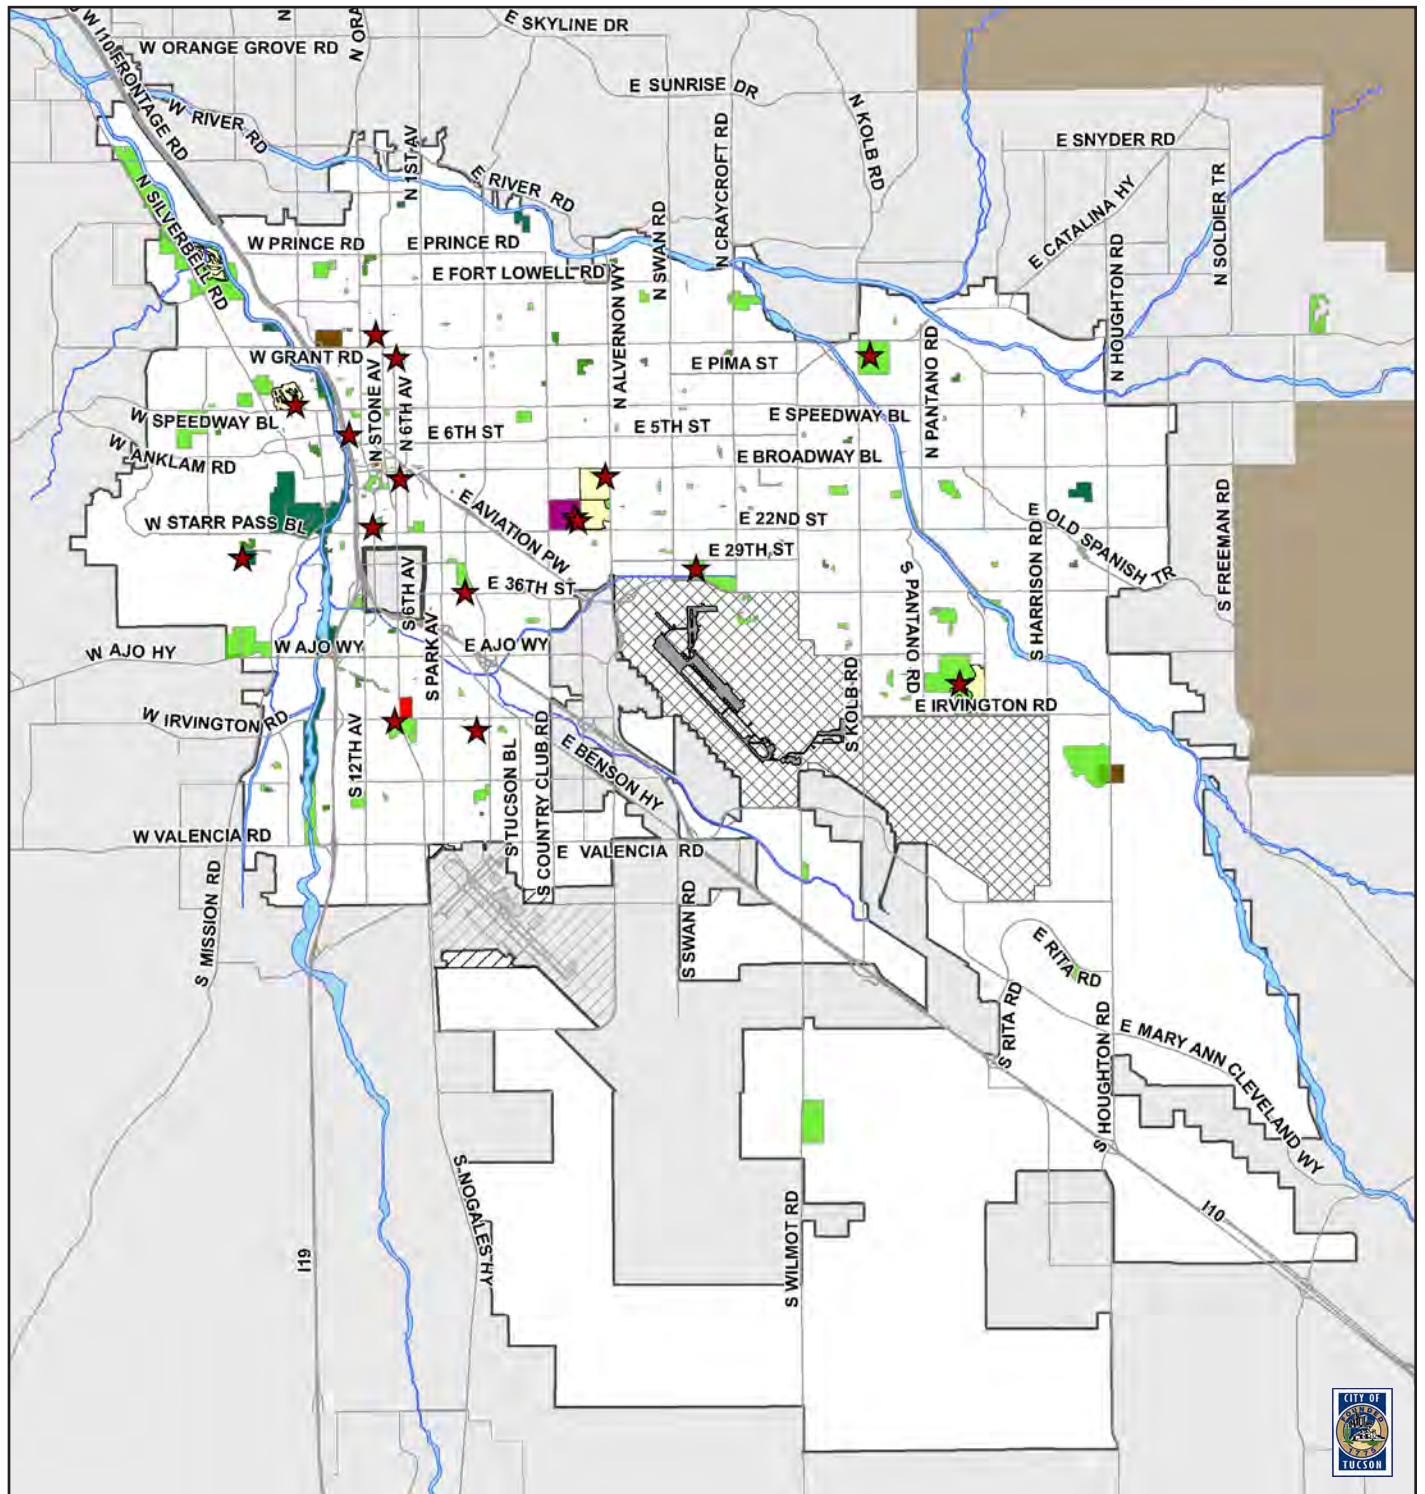 E SKYLINE DR
W I10 FRONTAGE RD
W ORANGE GROVE RD
N ORA
N
E SUNRISE DR
N KOLB RD
W RIVER RD
E SNYDER RD
N 1ST AV
N CRAYCROFT RD
E RIVER RD
N SILVERBELL RD
N SWAN RD
E CATALINA HY
N SOLDIER TR
W PRINCE RD
E PRINCE RD
E FORT LOWELL RD
N ALVERNON WY
N HOUGHTON RD
W GRANT RD
E PIMA ST
N PANTANO RD
N STONE AV
N 6TH AV
W SPEEDWAY BL
E SPEEDWAY BL
E 6TH ST
E 5TH ST
W ANKLAM RD
E BROADWAY BL
E AVIATION PW
W STARR PASS BL
E 22ND ST
E OLD SPANISH TR
N FREEMAN RD
S FREEMAN RD
E 29TH ST
E 36TH ST
S 6TH AV
S PANTANO RD
S HARRISON RD
W AJO HY
W AJO WY
E AJO WY
S PARK AV
S KOLB RD
W IRVINGTON RD
E IRVINGTON RD
S 12TH AV
E BENSON HY
S TUCSON BL
S COUNTRY CLUB RD
W VALENCIA RD
E VALENCIA RD
S MISSION RD
S SWAN RD
E RITA RD
S RITA RD
S HOUGHTON RD
E MARY ANN CLEVELAND WY
S NOGALES HY
S WILMOT RD
I19
I10
CITY OF
FOUNDED
1775
TUCSON